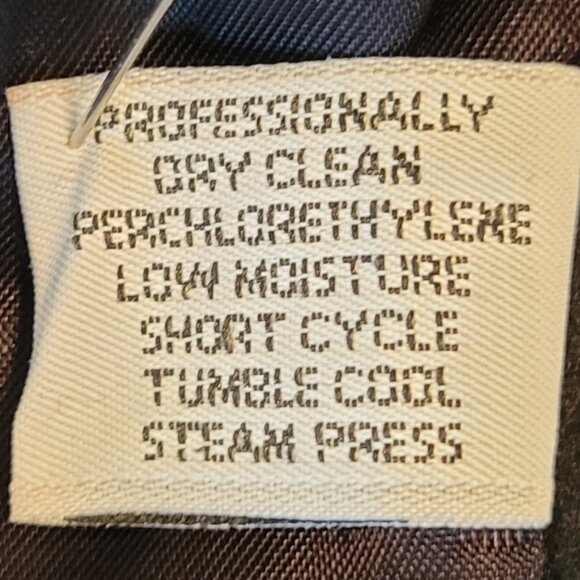 PROFESSIONALLY
DRY CLEAN
PERCHLORETHYLENE
LOW MOISTURE
SHORT CYCLE
TUMBLE COOL
STEAM PRESS